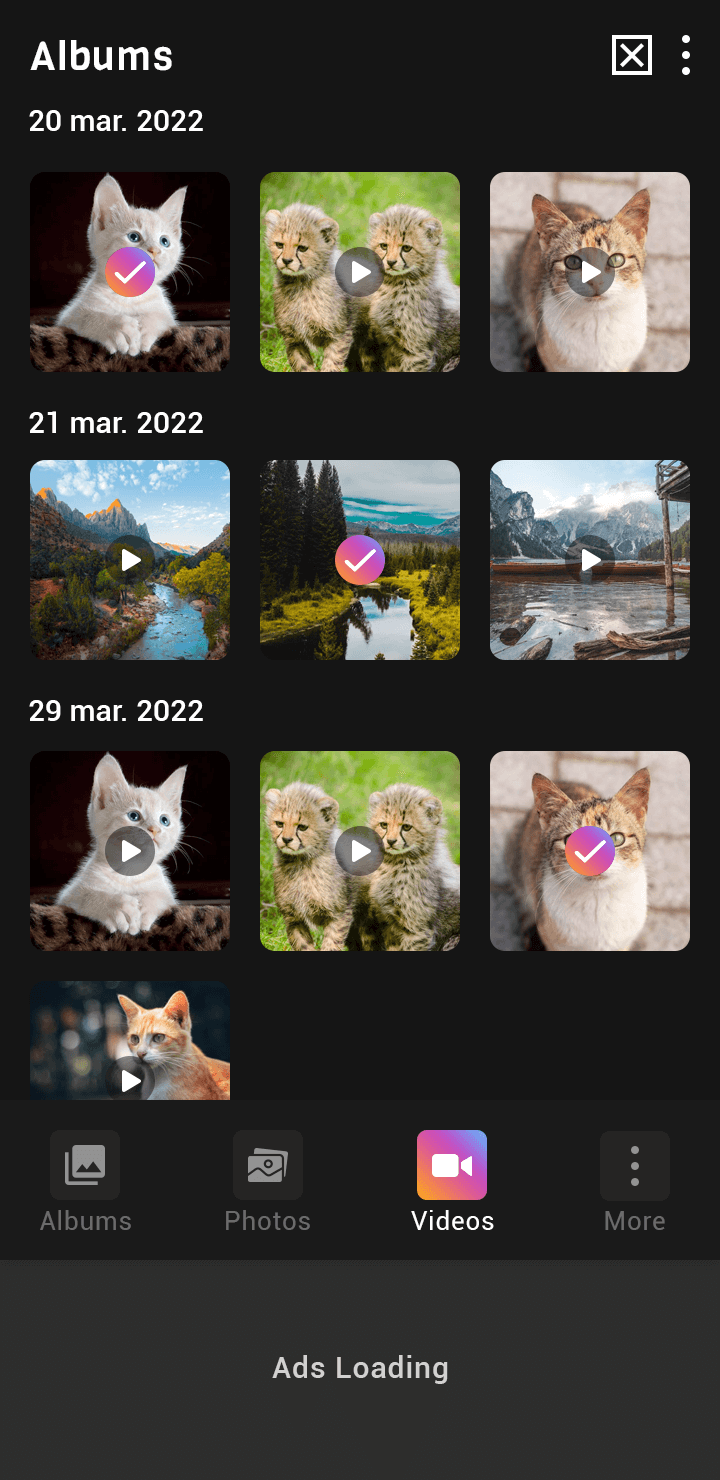 Albums
20 mar. 2022
21 mar. 2022
29 mar. 2022
Albums
Photos
Videos
More
Ads Loading